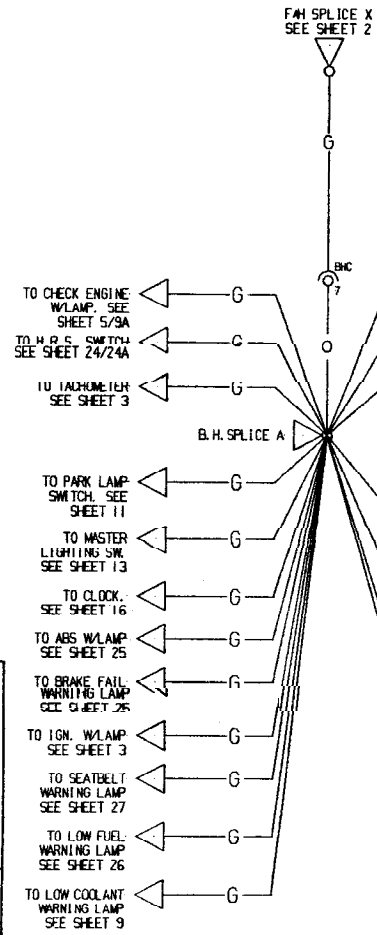 F/H SPLICE X
SEE SHEET 2
G
BHC
7
O
TO CHECK ENGINE
W/LAMP. SEE
SHEET 5/9A
G
TO H.R.S. SWITCH
SEE SHEET 24/24A
G
TO TACHOMETER
SEE SHEET 3
G
B.H.SPLICE A
TO PARK LAMP
SWITCH. SEE
SHEET 11
G
TO MASTER
LIGHTING SW.
SEE SHEET 13
G
TO CLOCK.
SEE SHEET 16
G
TO ABS W/LAMP
SEE SHEET 25
G
TO BRAKE FAIL
WARNING LAMP
SEE SHEET 26
G
TO IGN. W/LAMP
SEE SHEET 3
G
TO SEATBELT
WARNING LAMP
SEE SHEET 27
G
TO LOW FUEL
WARNING LAMP
SEE SHEET 26
G
TO LOW COOLANT
WARNING LAMP
SEE SHEET 9
G